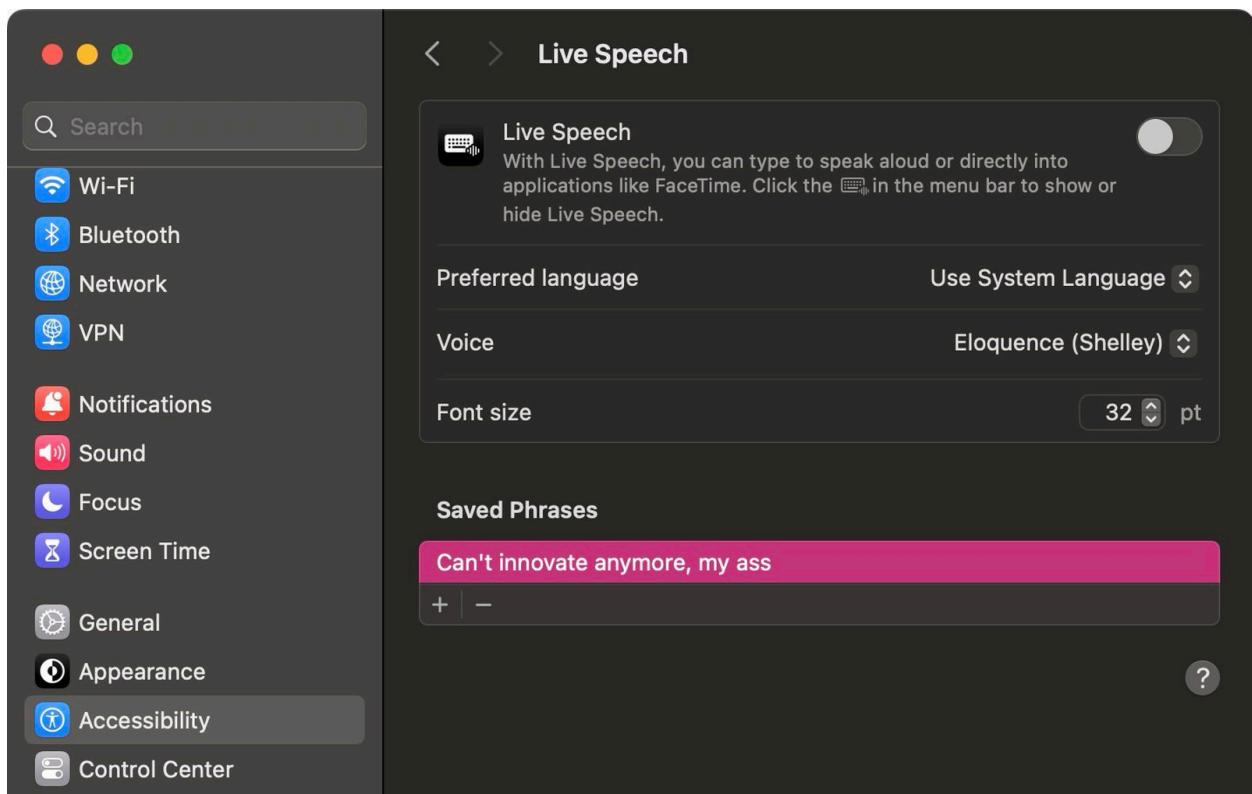 Search
Wi-Fi
Bluetooth
Network
VPN
Notifications
Sound
Focus
Screen Time
General
Appearance
Accessibility
Control Center
Live Speech
Live Speech
With Live Speech, you can type to speak aloud or directly into
applications like FaceTime. Click the in the menu bar to show or
hide Live Speech.
Preferred language Use System Language
Voice Eloquence (Shelley)
Font size 32 pt
Saved Phrases
Can't innovate anymore, my ass
+ −
?